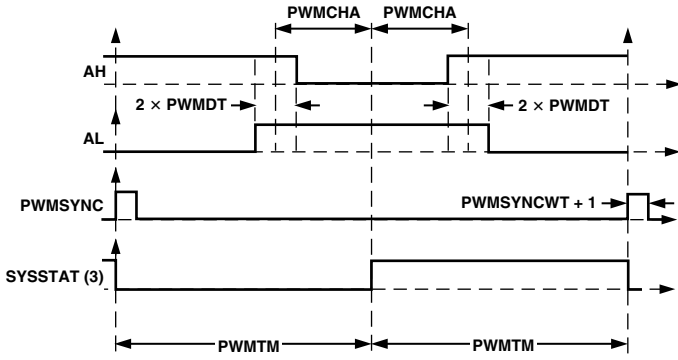 PWMCHA PWMCHA
AH
2 × PWMDT 2 × PWMDT
AL
PWMSYNC PWMSYNCWT + 1
SYSSTAT (3)
PWMTM PWMTM